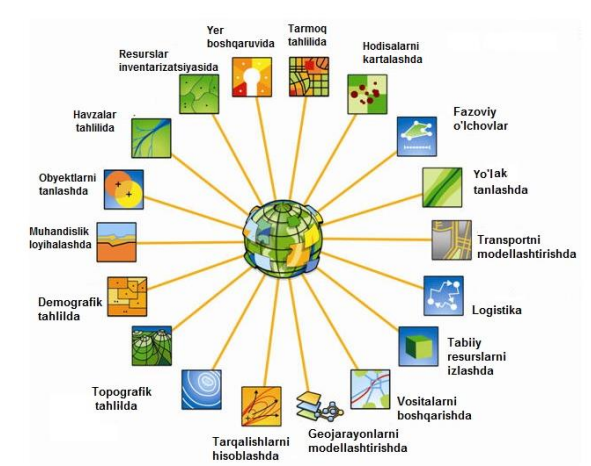 Yer
boshqaruvida
Tarmoq
tahlilida
Hodisalarni
kartalashda
Fazoviy
o'lchovlar
Yo'lak
tanlashda
Transportni
modellashtirishda
Logistika
Tabiiy
resurslarni
izlashda
Vositalarni
boshqarishda
Geojarayonlarni
modellashtirishda
Tarqalishlarni
hisoblashda
Topografik
tahlilda
Demografik
tahlilda
Muhandislik
loyihalashda
Obyektlarni
tanlashda
Havzalar
tahlilida
Resurslar
inventarizatsiyasida